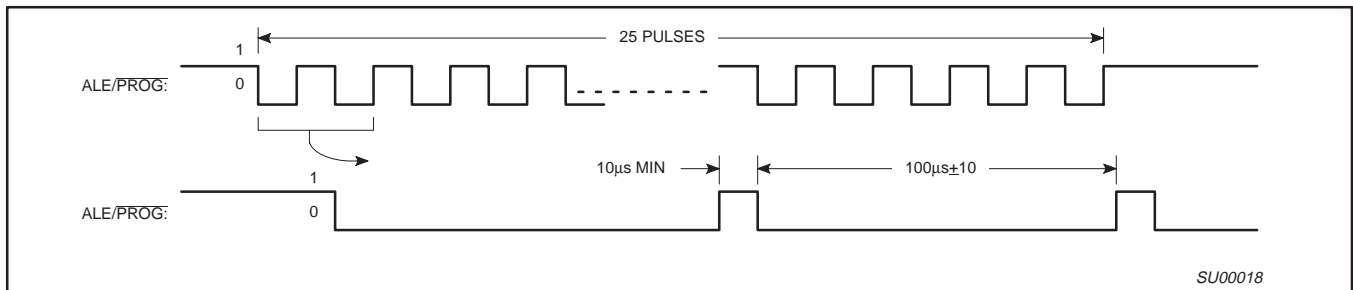 25 PULSES
1
0
ALE/PROG:
10μs MIN
100μs±10
1
0
ALE/PROG:
SU00018